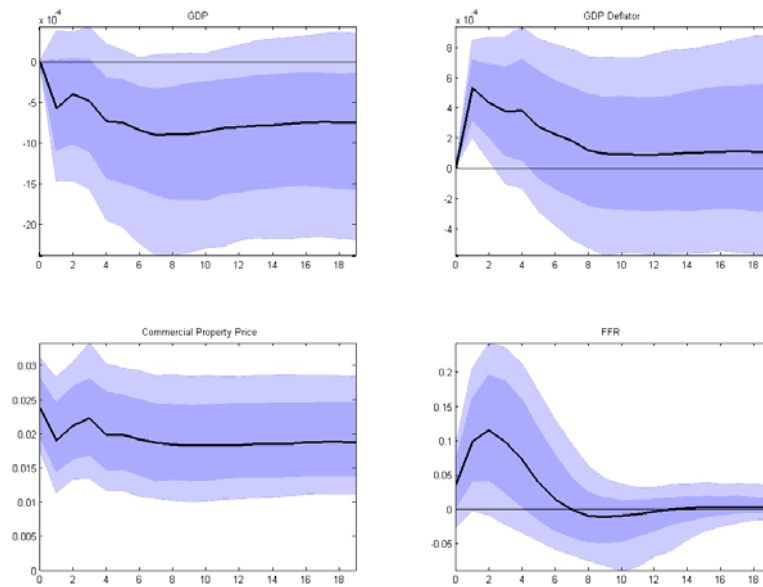 GDP
x 10⁻⁴
0
-5
-10
-15
-20
0 2 4 6 8 10 12 14 16 18
GDP Deflator
x 10⁻⁴
8
6
4
2
0
-2
-4
0 2 4 6 8 10 12 14 16 18
Commercial Property Price
0.03
0.025
0.02
0.015
0.01
0.005
0
0 2 4 6 8 10 12 14 16 18
FFR
0.2
0.15
0.1
0.05
0
-0.05
0 2 4 6 8 10 12 14 16 18